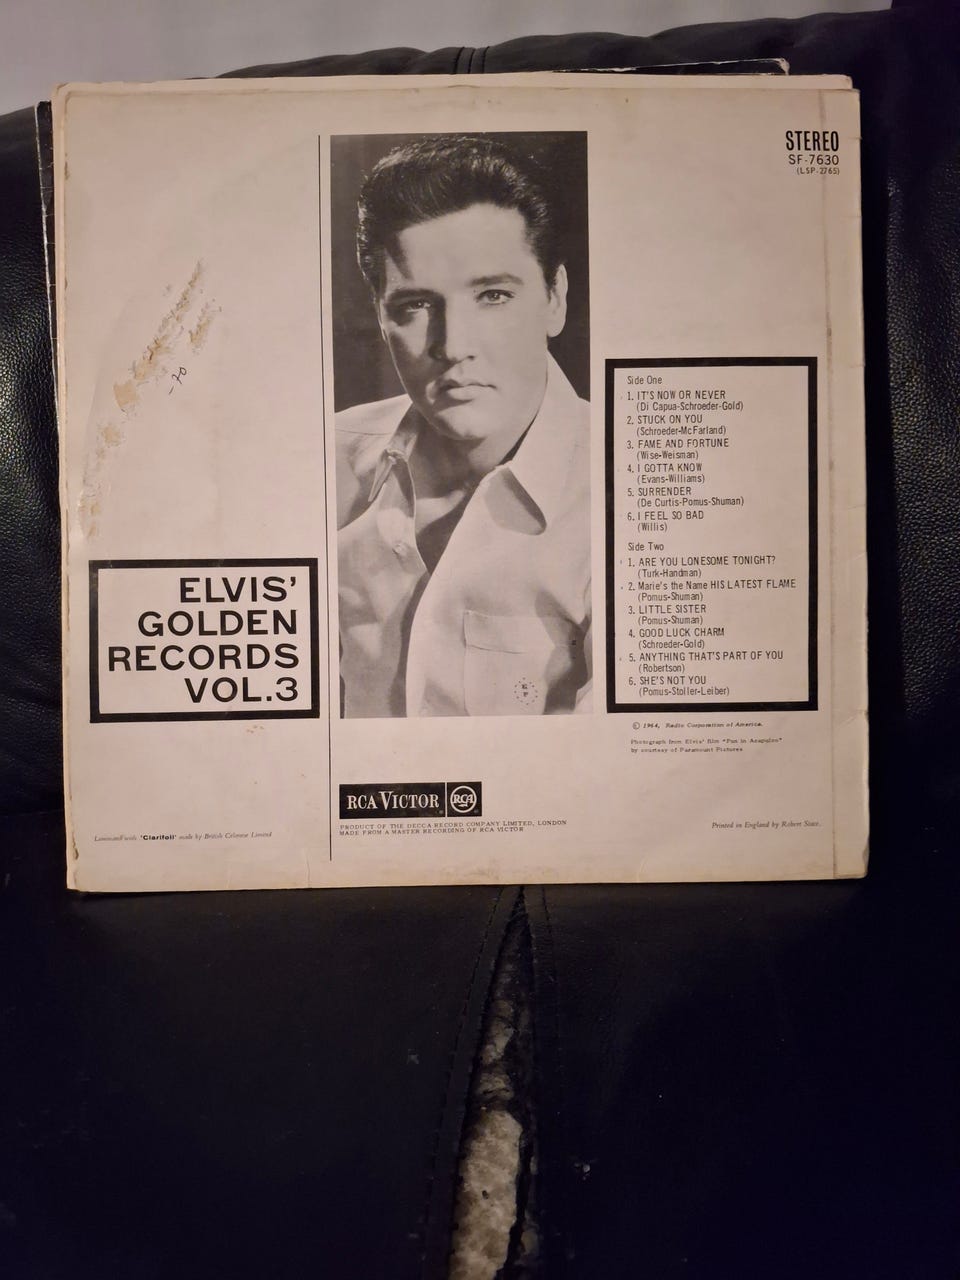 STEREO
SF-7630
(LSP-2765)
-70
Side One
1. IT'S NOW OR NEVER
(Di Capua-Schroeder-Gold)
2. STUCK ON YOU
(Schroeder-McFarland)
3. FAME AND FORTUNE
(Wise-Weisman)
4. I GOTTA KNOW
(Evans-Williams)
5. SURRENDER
(De Curtis-Pomus-Shuman)
6. I FEEL SO BAD
(Willis)
Side Two
1. ARE YOU LONESOME TONIGHT?
(Turk-Handman)
2. Marie's the Name HIS LATEST FLAME
(Pomus-Shuman)
3. LITTLE SISTER
(Pomus-Shuman)
4. GOOD LUCK CHARM
(Schroeder-Gold)
5. ANYTHING THAT'S PART OF YOU
(Robertson)
6. SHE'S NOT YOU
(Pomus-Stoller-Leiber)
ELVIS'
GOLDEN
RECORDS
VOL.3
E
P
© 1964, Radio Corporation of America.
Photograph from Elvis' film "Fun in Acapulco"
by courtesy of Paramount Pictures
RCA VICTOR RCA
PRODUCT OF THE DECCA RECORD COMPANY LIMITED, LONDON
MADE FROM A MASTER RECORDING OF RCA VICTOR
Laminated with 'Clarifoil' made by British Celanese Limited
Printed in England by Robert Stace.